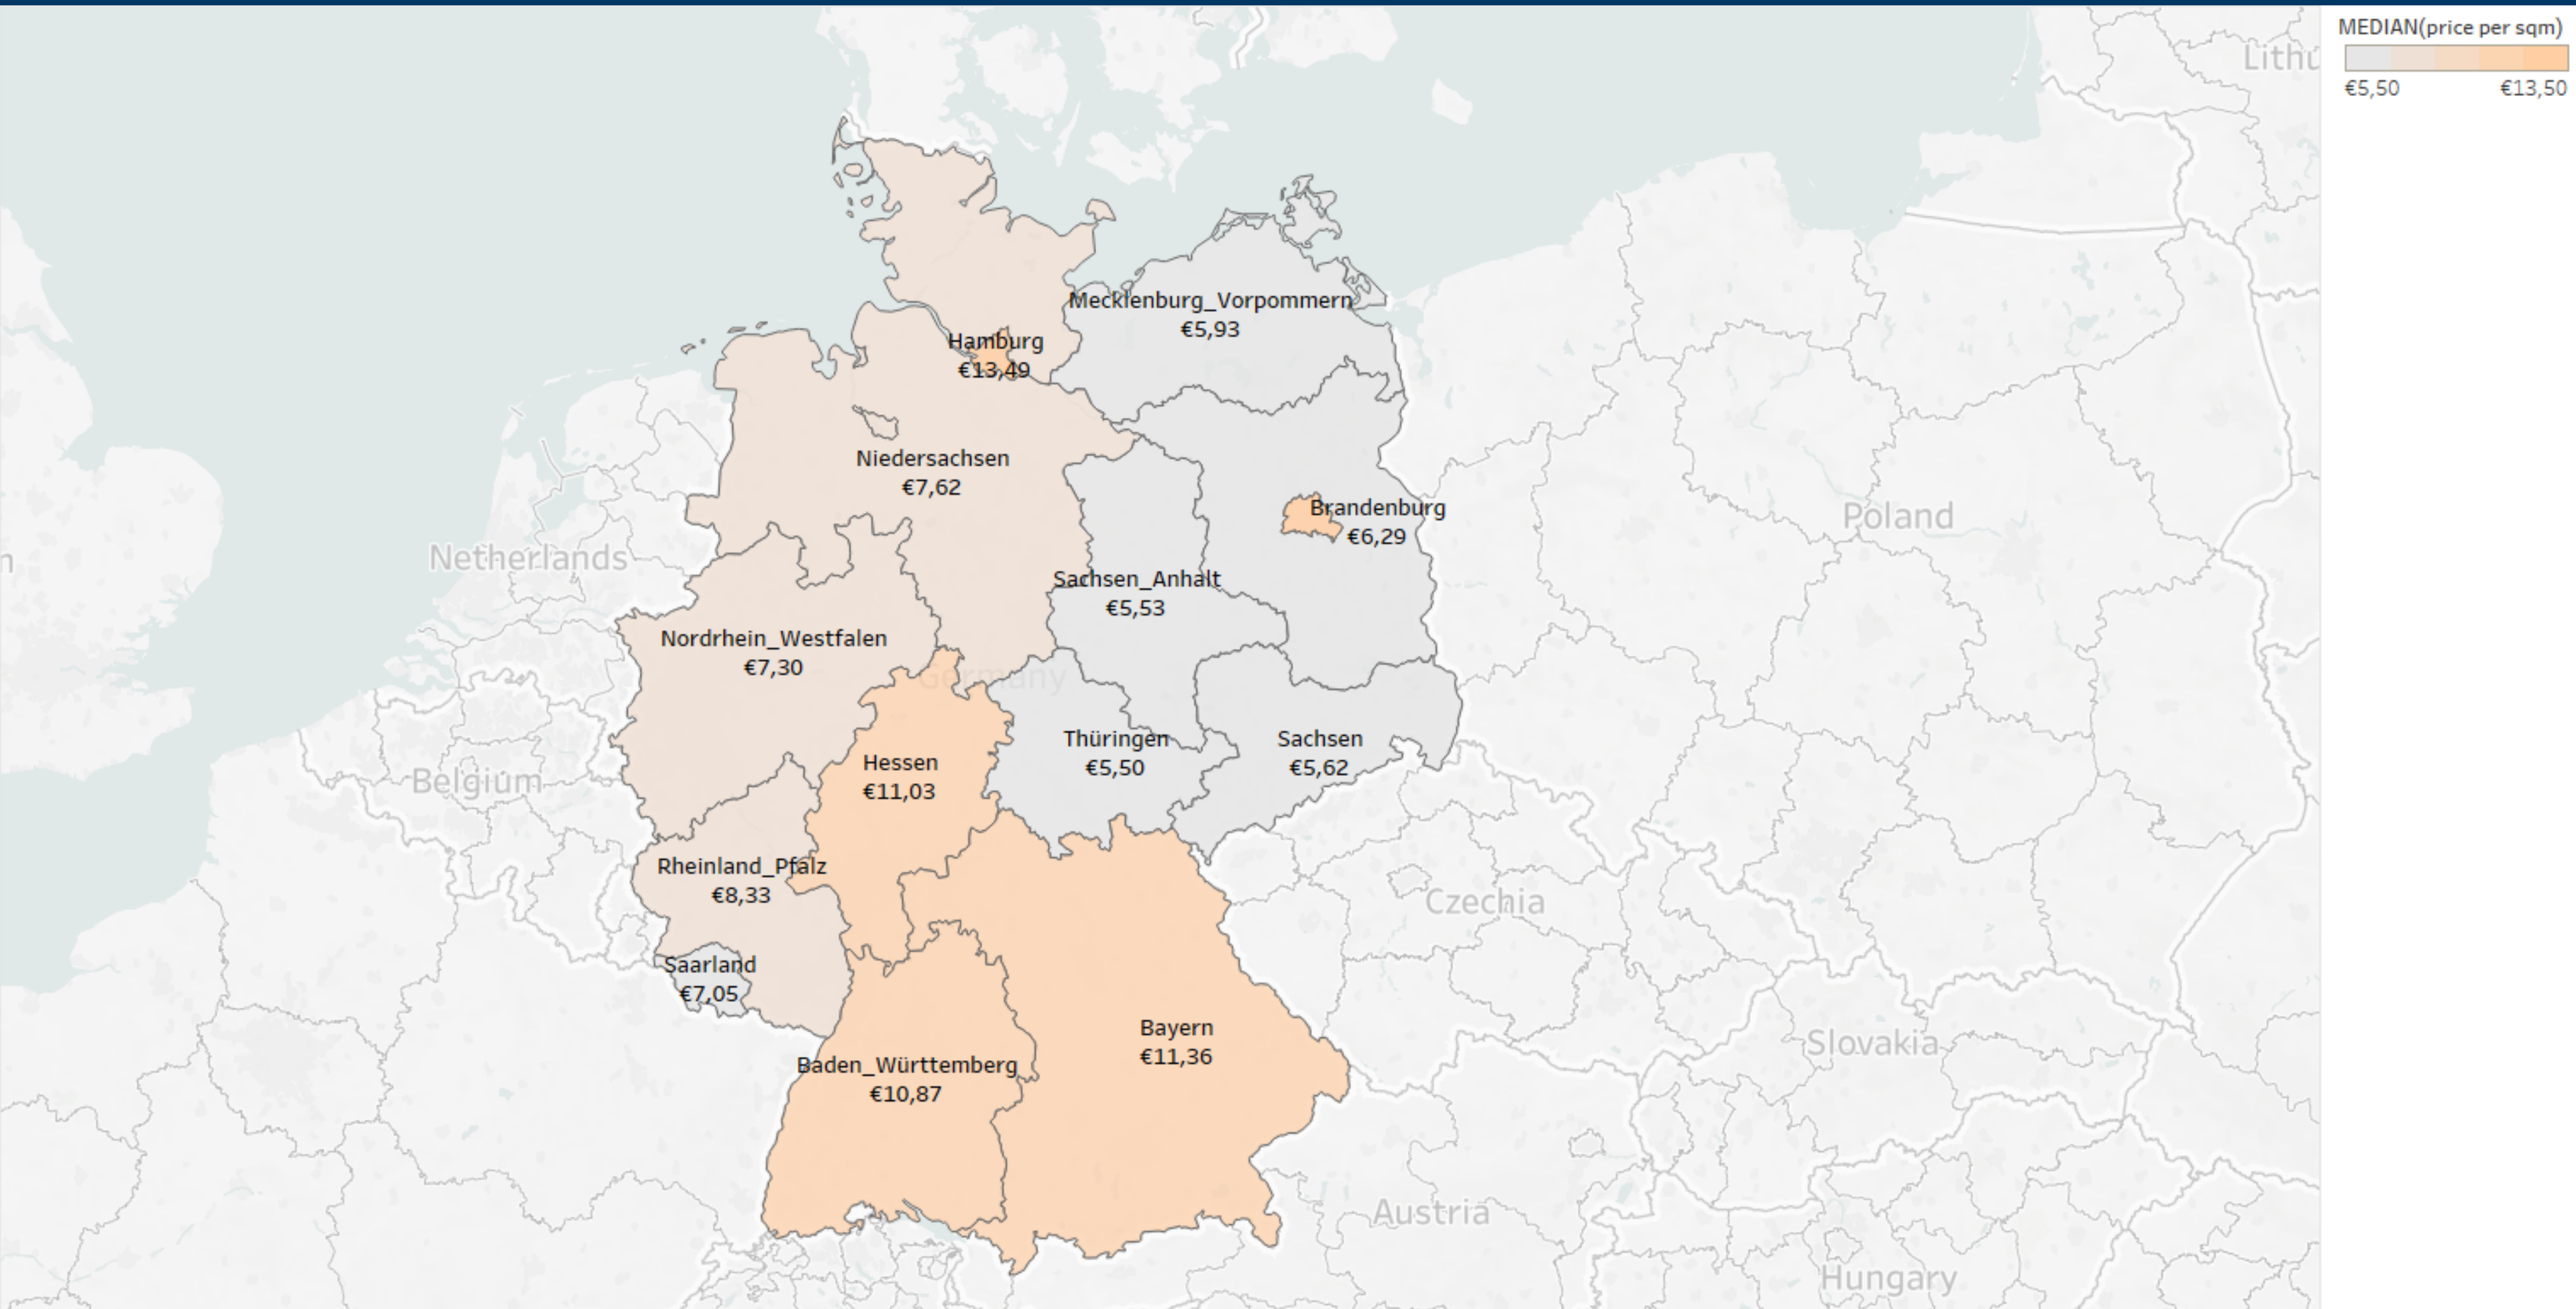 MEDIAN(price per sqm)
€5,50 €13,50
Mecklenburg_Vorpommern
€5,93
Hamburg
€13,49
Niedersachsen
€7,62
Brandenburg
€6,29
Poland
Netherlands
Sachsen_Anhalt
€5,53
Nordrhein_Westfalen
€7,30
Germany
Thüringen
€5,50
Sachsen
€5,62
Hessen
€11,03
Belgium
Rheinland_Pfalz
€8,33
Czechia
Saarland
€7,05
Bayern
€11,36
Slovakia
Baden_Württemberg
€10,87
Austria
Hungary